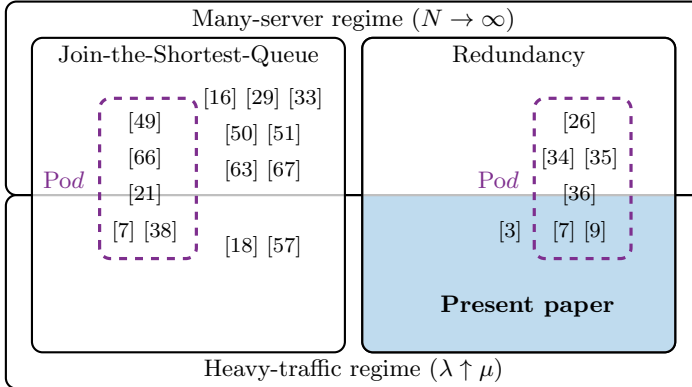 Many-server regime (N → ∞)
Join-the-Shortest-Queue
Redundancy
[16] [29] [33]
[49]
[50] [51]
[66]
[63] [67]
Pod
[21]
[7] [38]
[18] [57]
[26]
[34] [35]
Pod
[36]
[3]
[7] [9]
Present paper
Heavy-traffic regime (λ ↑ μ)